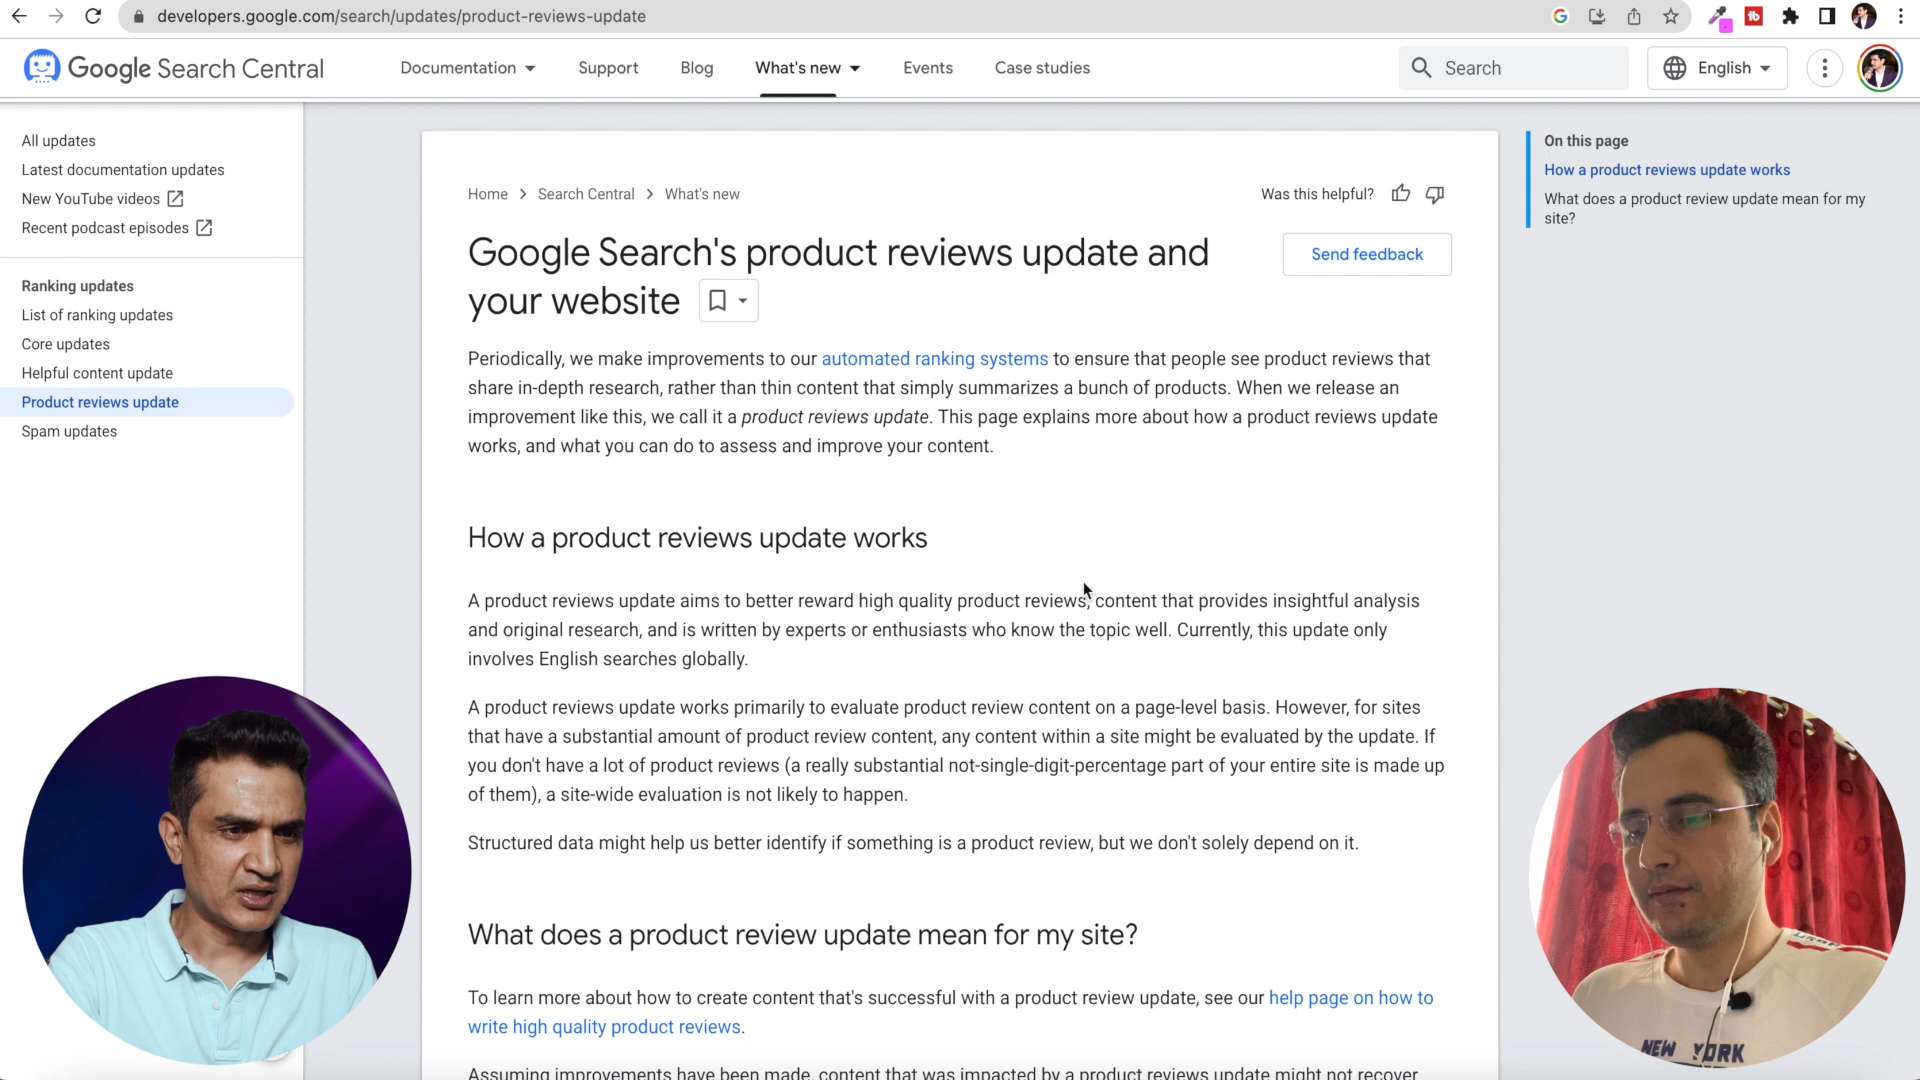 developers.google.com/search/updates/product-reviews-update
Google Search Central
Documentation
Support
Blog
What's new
Events
Case studies
Search
English
All updates
Latest documentation updates
New YouTube videos
Recent podcast episodes
Ranking updates
List of ranking updates
Core updates
Helpful content update
Product reviews update
Spam updates
Home > Search Central > What's new
Was this helpful?
Google Search's product reviews update and
your website
Send feedback
Periodically, we make improvements to our automated ranking systems to ensure that people see product reviews that
share in-depth research, rather than thin content that simply summarizes a bunch of products. When we release an
improvement like this, we call it a product reviews update. This page explains more about how a product reviews update
works, and what you can do to assess and improve your content.
How a product reviews update works
A product reviews update aims to better reward high quality product reviews, content that provides insightful analysis
and original research, and is written by experts or enthusiasts who know the topic well. Currently, this update only
involves English searches globally.
A product reviews update works primarily to evaluate product review content on a page-level basis. However, for sites
that have a substantial amount of product review content, any content within a site might be evaluated by the update. If
you don't have a lot of product reviews (a really substantial not-single-digit-percentage part of your entire site is made up
of them), a site-wide evaluation is not likely to happen.
Structured data might help us better identify if something is a product review, but we don't solely depend on it.
What does a product review update mean for my site?
To learn more about how to create content that's successful with a product review update, see our help page on how to
write high quality product reviews.
Assuming improvements have been made, content that was impacted by a product reviews update might not recover
On this page
How a product reviews update works
What does a product review update mean for my
site?
NEW YORK